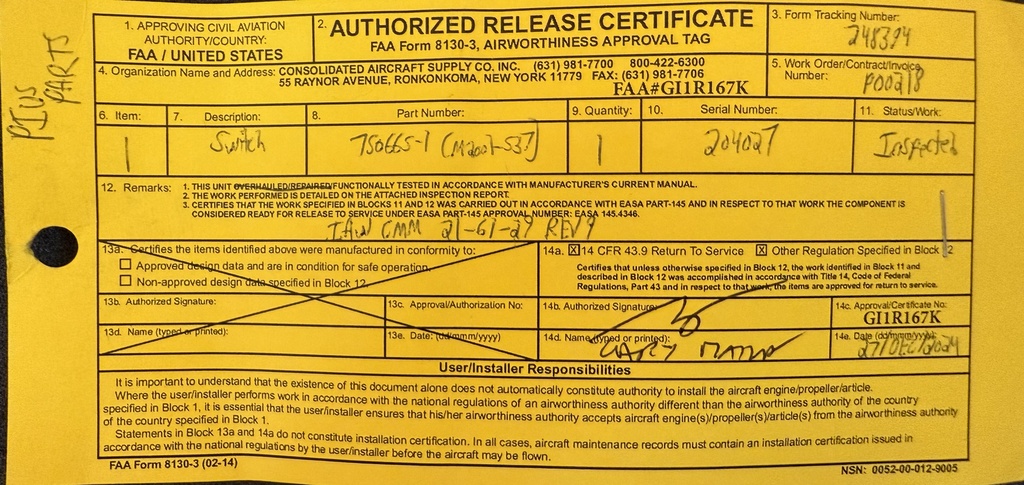 PIUS
PARTS
1. APPROVING CIVIL AVIATION
AUTHORITY/COUNTRY:
FAA / UNITED STATES
2. AUTHORIZED RELEASE CERTIFICATE
FAA Form 8130-3, AIRWORTHINESS APPROVAL TAG
3. Form Tracking Number:
248394
4. Organization Name and Address: CONSOLIDATED AIRCRAFT SUPPLY CO. INC. (631) 981-7700 800-422-6300
55 RAYNOR AVENUE, RONKONKOMA, NEW YORK 11779 FAX: (631) 981-7706
FAA#GI1R167K
5. Work Order/Contract/Invoice
Number:
P00218
6. Item: 7. Description: 8. Part Number: 9. Quantity: 10. Serial Number: 11. Status/Work:
1 Switch 750665-1 1 204027 Inspected
12. Remarks: 1. THIS UNIT OVERHAULED/REPAIRED/FUNCTIONALLY TESTED IN ACCORDANCE WITH MANUFACTURER'S CURRENT MANUAL.
2. THE WORK PERFORMED IS DETAILED ON THE ATTACHED INSPECTION REPORT.
3. CERTIFIES THAT THE WORK SPECIFIED IN BLOCKS 11 AND 12 WAS CARRIED OUT IN ACCORDANCE WITH EASA PART-145 AND IN RESPECT TO THAT WORK THE COMPONENT IS
CONSIDERED READY FOR RELEASE TO SERVICE UNDER EASA PART-145 APPROVAL NUMBER: EASA 145.4346.
IAW CMM 21-61-29 REV 9
13a. Certifies the items identified above were manufactured in conformity to:
Approved design data and are in condition for safe operation.
Non-approved design data specified in Block 12.
14a. X 14 CFR 43.9 Return To Service X Other Regulation Specified in Block 12
Certifies that unless otherwise specified in Block 12, the work identified in Block 11 and
described in Block 12 was accomplished in accordance with Title 14, Code of Federal
Regulations, Part 43 and in respect to that work, the items are approved for return to service.
13b. Authorized Signature: 13c. Approval/Authorization No: 14b. Authorized Signature: 14c. Approval/Certificate No:
GI1R167K
13d. Name (typed or printed): 13e. Date: (dd/mmm/yyyy) 14d. Name (typed or printed): 14e. Date (dd/mmm/yyyy):
GARY 27/DEC/2024
User/Installer Responsibilities
It is important to understand that the existence of this document alone does not automatically constitute authority to install the aircraft engine/propeller/article.
Where the user/installer performs work in accordance with the national regulations of an airworthiness authority different than the airworthiness authority of the country
specified in Block 1, it is essential that the user/installer ensures that his/her airworthiness authority accepts aircraft engine(s)/propeller(s)/article(s) from the airworthiness authority
of the country specified in Block 1.
Statements in Block 13a and 14a do not constitute installation certification. In all cases, aircraft maintenance records must contain an installation certification issued in
accordance with the national regulations by the user/installer before the aircraft may be flown.
FAA Form 8130-3 (02-14)
NSN: 0052-00-012-9005